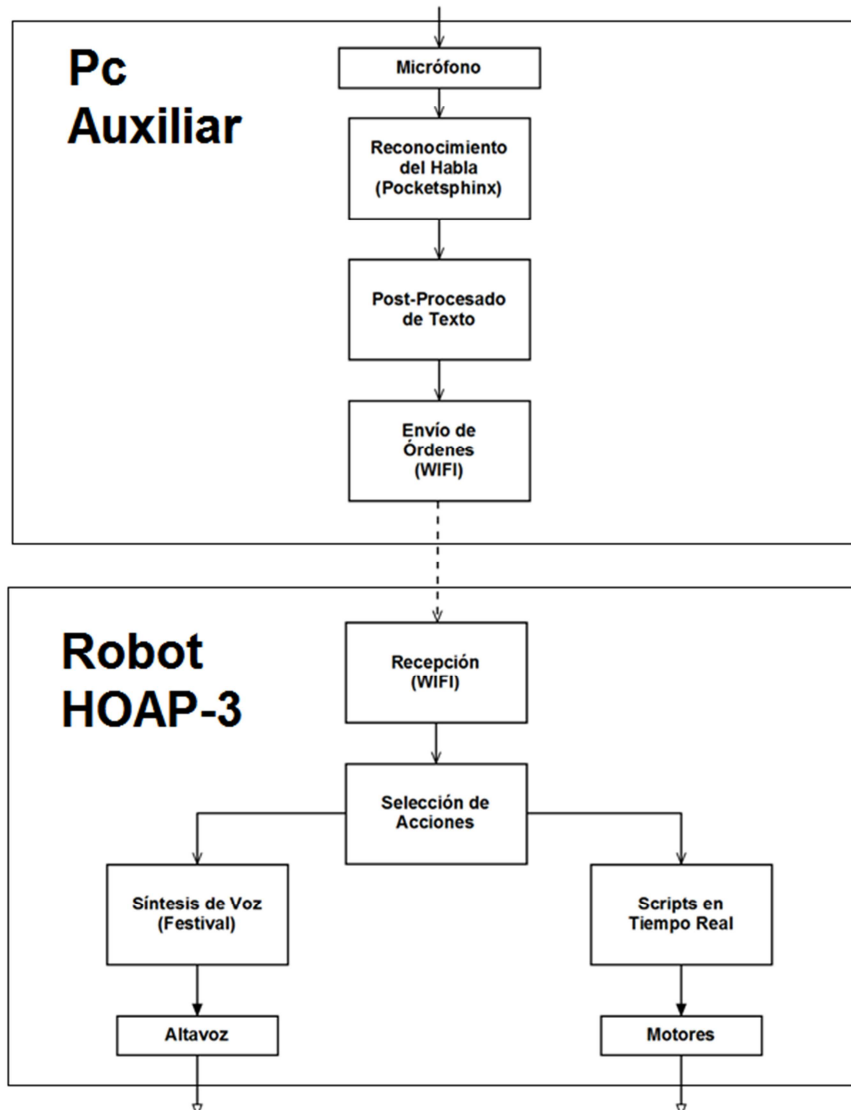 Pc
Auxiliar
Micrófono
Reconocimiento
del Habla
(Pocketsphinx)
Post-Procesado
de Texto
Envío de
Órdenes
(WIFI)
Robot
HOAP-3
Recepción
(WIFI)
Selección de
Acciones
Síntesis de Voz
(Festival)
Scripts en
Tiempo Real
Altavoz
Motores